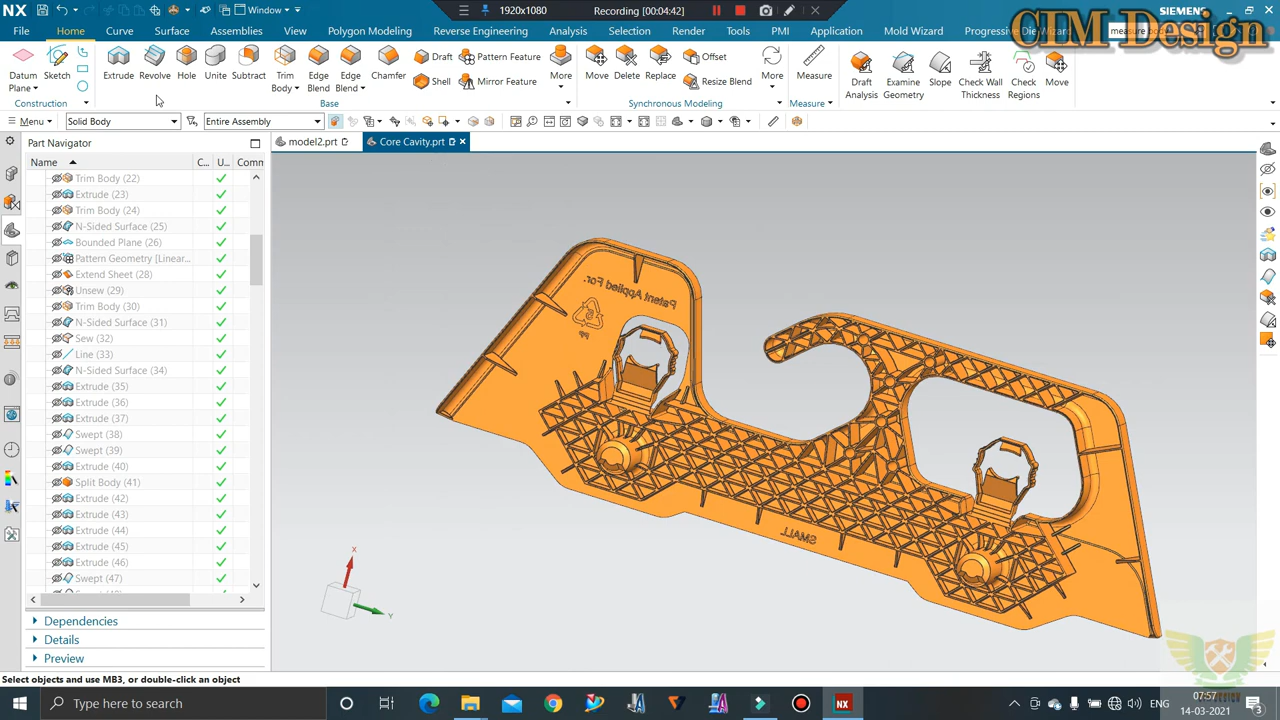 NX
Window
1920x1080
Recording [00:04:42]
SIEMENS
CIM Design
File
Home
Curve
Surface
Assemblies
View
Polygon Modeling
Reverse Engineering
Analysis
Selection
Render
Tools
PMI
Application
Mold Wizard
Progressive Die Wizard
measure body
Datum Plane
Sketch
Extrude
Revolve
Hole
Unite
Subtract
Trim Body
Edge Blend
Edge Blend
Chamfer
Draft
Shell
Pattern Feature
Mirror Feature
More
Move
Delete
Replace
Offset
Resize Blend
More
Measure
Draft Analysis
Examine Geometry
Slope
Check Wall Thickness
Check Regions
Move
Construction
Base
Synchronous Modeling
Measure
Menu
Solid Body
Entire Assembly
Part Navigator
model2.prt
Core Cavity.prt
Name
C...
U...
Comm
Trim Body (22)
Extrude (23)
Trim Body (24)
N-Sided Surface (25)
Bounded Plane (26)
Pattern Geometry [Linear...
Extend Sheet (28)
Unsew (29)
Trim Body (30)
N-Sided Surface (31)
Sew (32)
Line (33)
N-Sided Surface (34)
Extrude (35)
Extrude (36)
Extrude (37)
Swept (38)
Swept (39)
Extrude (40)
Split Body (41)
Extrude (42)
Extrude (43)
Extrude (44)
Extrude (45)
Extrude (46)
Swept (47)
Patent Applied For.
PP
SMALL
X
Y
Dependencies
Details
Preview
Select objects and use MB3, or double-click an object
Type here to search
NX
ENG
07:57
14-03-2021
3